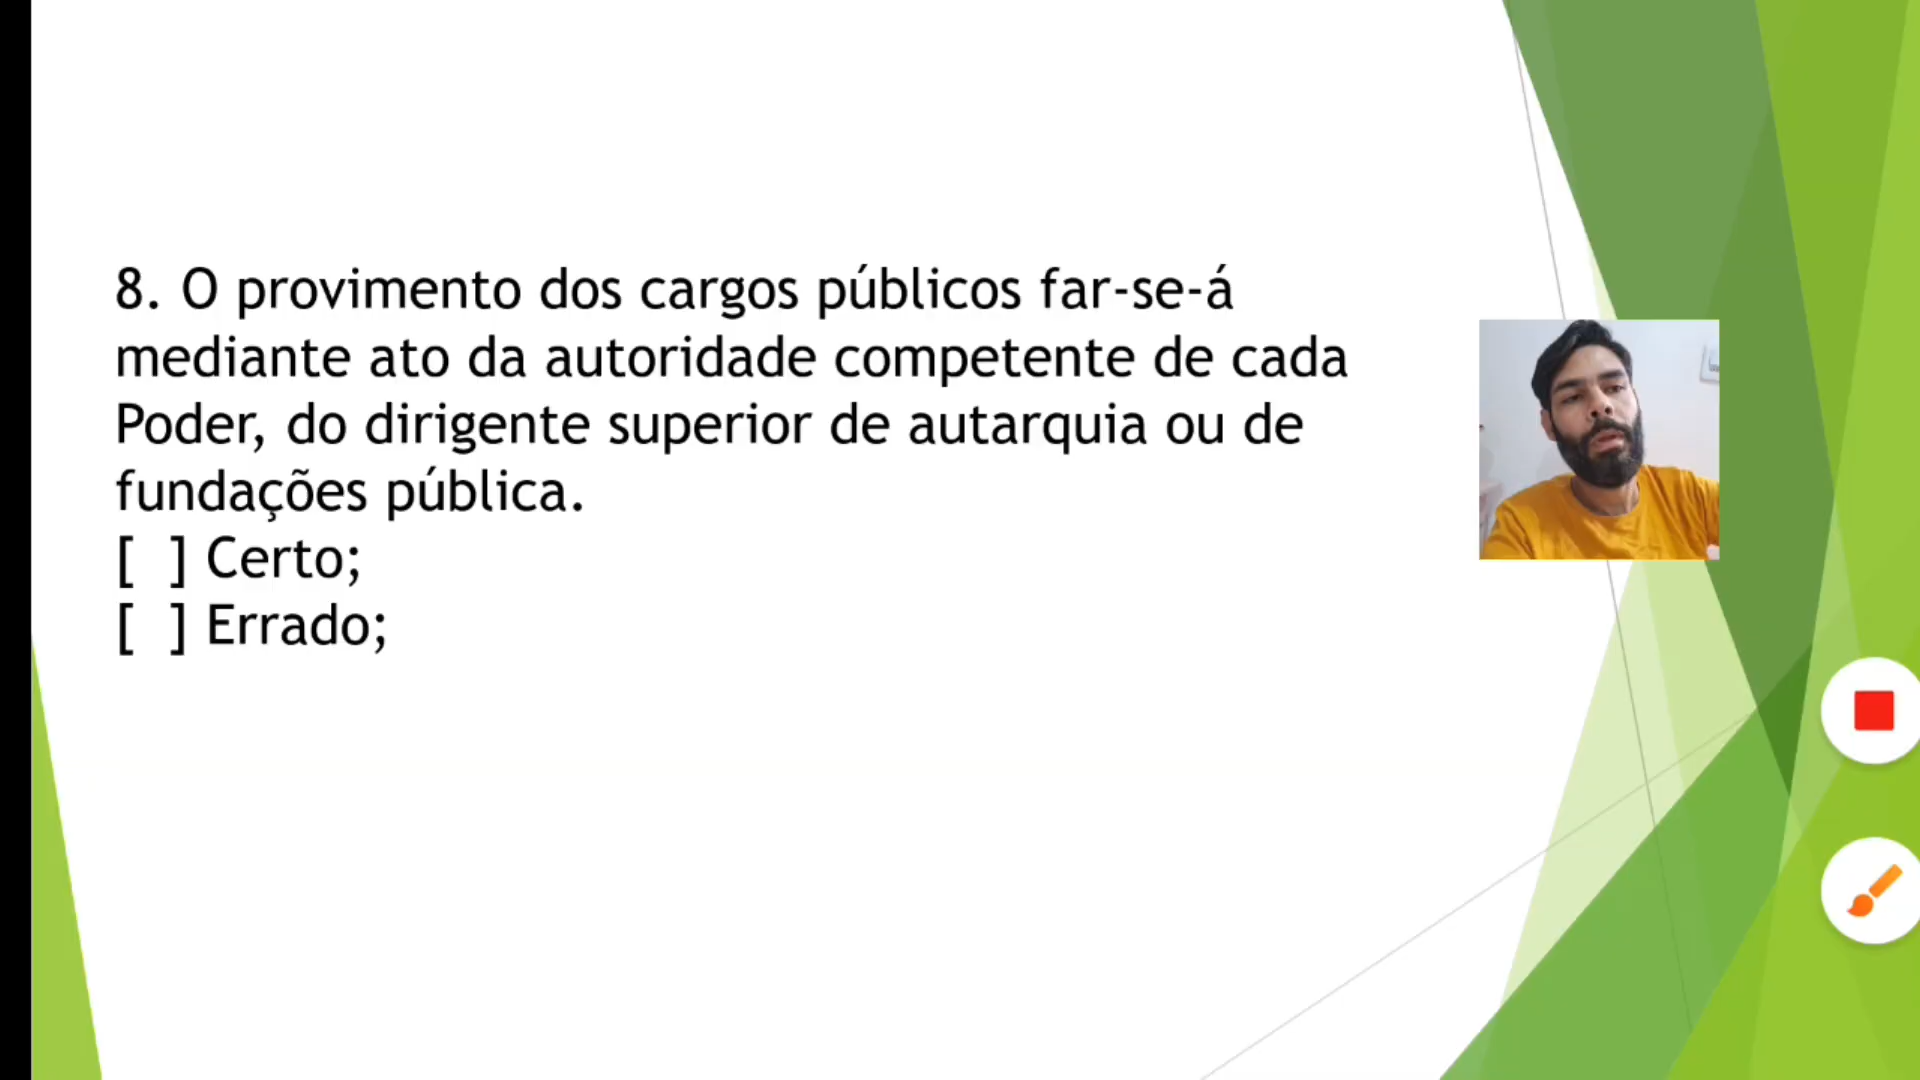 8. O provimento dos cargos públicos far-se-á
mediante ato da autoridade competente de cada
Poder, do dirigente superior de autarquia ou de
fundações pública.
[  ] Certo;
[  ] Errado;